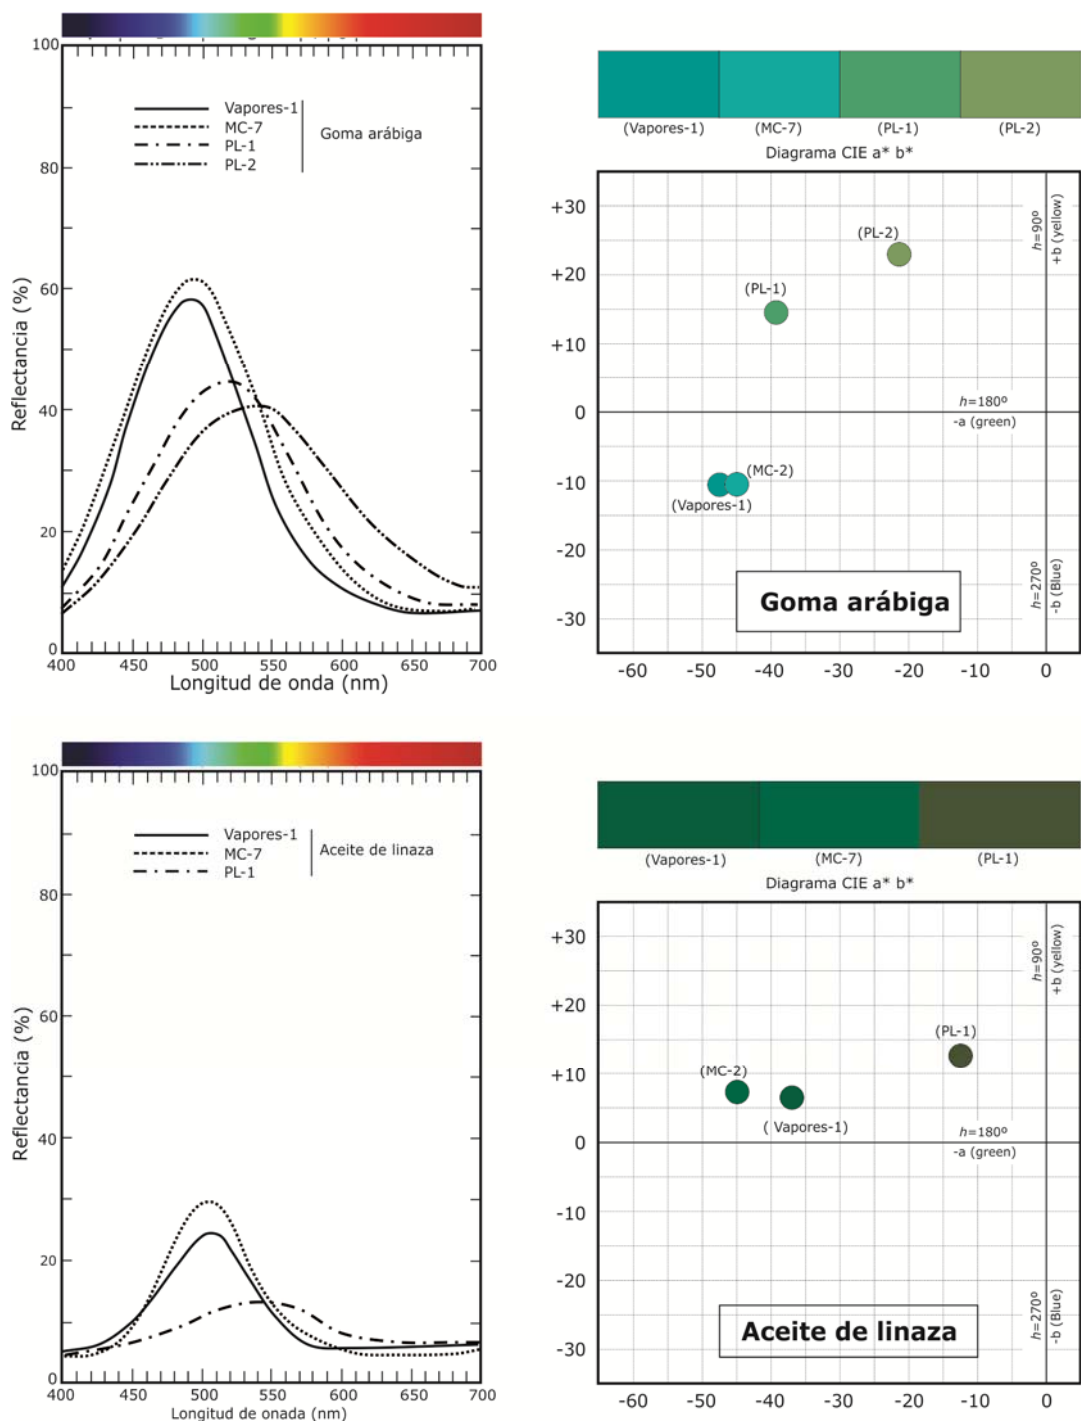 100
80
60
40
20
0
Reflectancia (%)
Vapores-1
MC-7
PL-1
PL-2
Goma arábiga
400 450 500 550 600 650 700
Longitud de onda (nm)
(Vapores-1) (MC-7) (PL-1) (PL-2)
Diagrama CIE a* b*
+30
+20
+10
0
-10
-20
-30
(PL-2)
(PL-1)
(MC-2)
(Vapores-1)
h=90º
+b (yellow)
h=180º
-a (green)
h=270º
-b (Blue)
Goma arábiga
-60 -50 -40 -30 -20 -10 0
100
80
60
40
20
0
Reflectancia (%)
Vapores-1
MC-7
PL-1
Aceite de linaza
400 450 500 550 600 650 700
Longitud de onada (nm)
(Vapores-1) (MC-7) (PL-1)
Diagrama CIE a* b*
+30
+20
+10
0
-10
-20
-30
(PL-1)
(MC-2)
( Vapores-1)
h=90º
+b (yellow)
h=180º
-a (green)
h=270º
-b (Blue)
Aceite de linaza
-60 -50 -40 -30 -20 -10 0